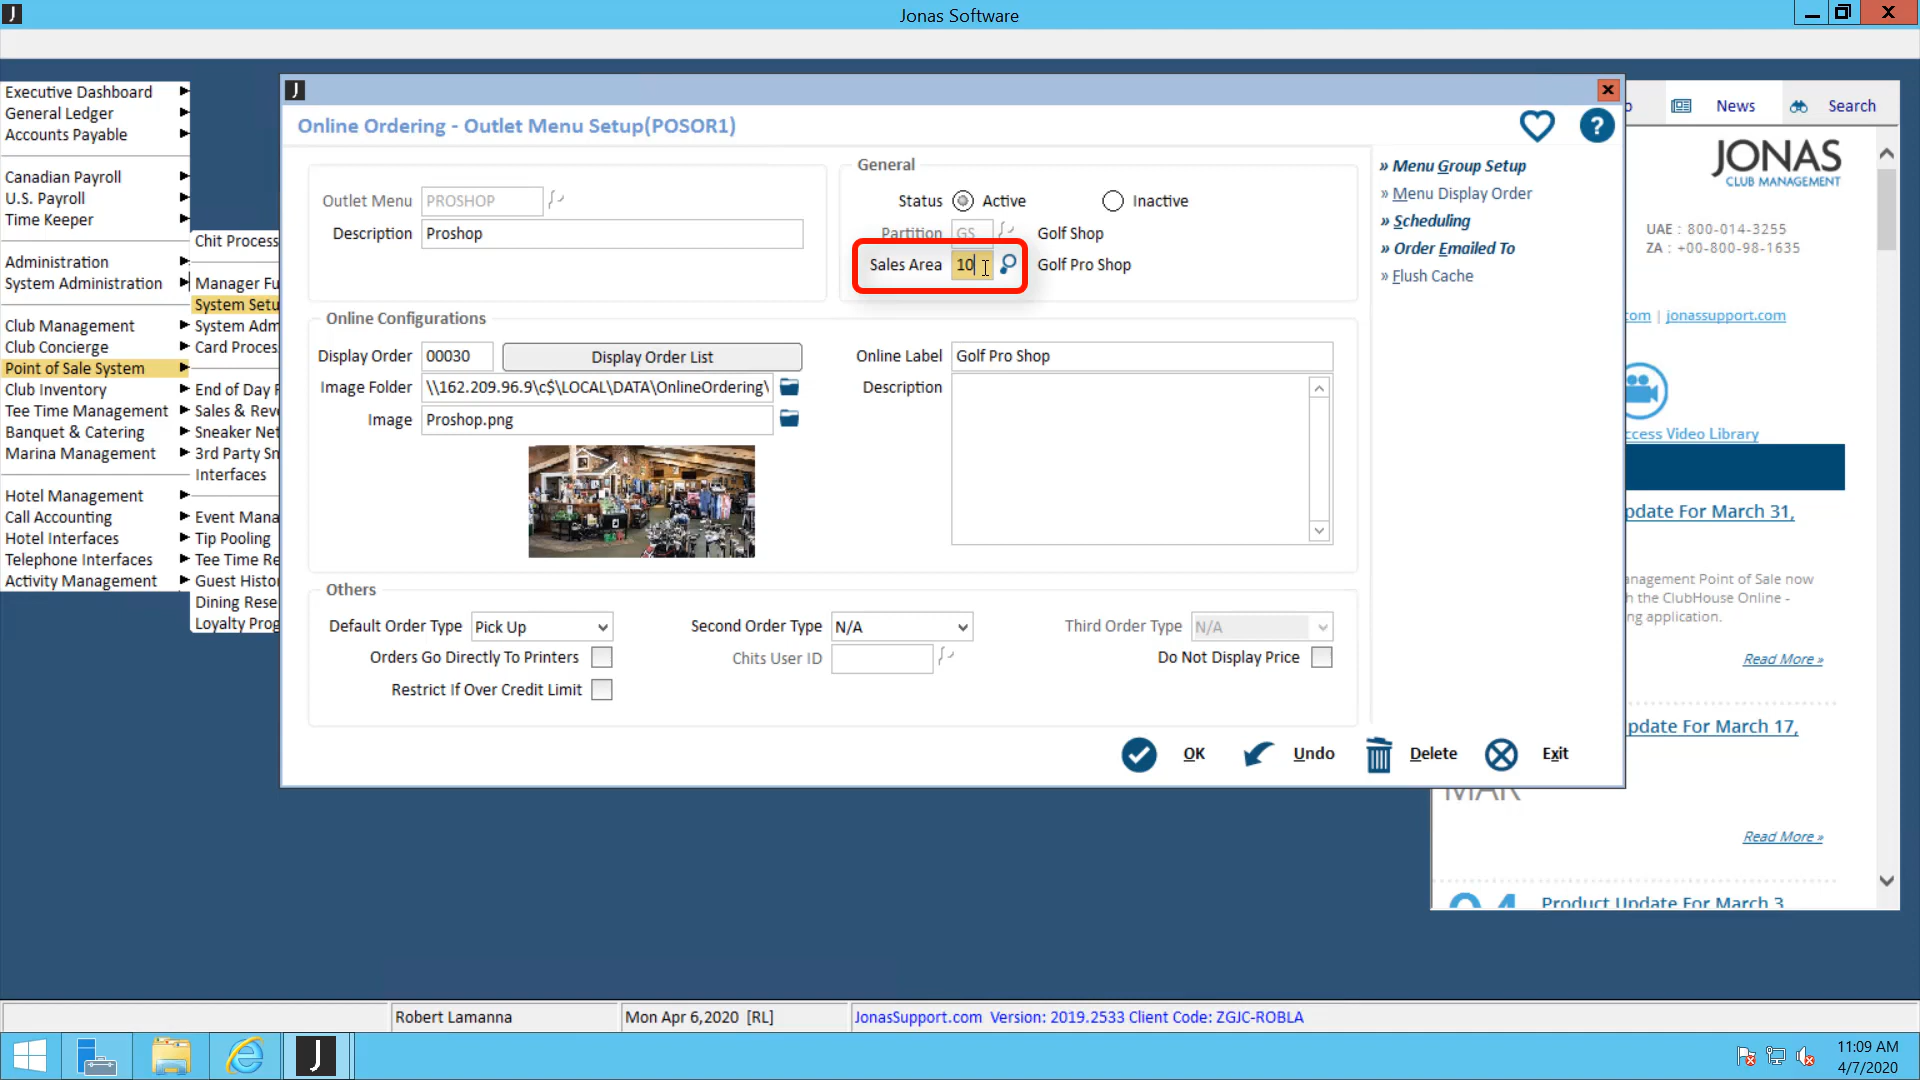 J
Jonas Software
Executive Dashboard
General Ledger
Accounts Payable
Canadian Payroll
U.S. Payroll
Time Keeper
Administration
System Administration
Club Management
Club Concierge
Point of Sale System
Club Inventory
Tee Time Management
Banquet & Catering
Marina Management
Hotel Management
Call Accounting
Hotel Interfaces
Telephone Interfaces
Activity Management
Chit Process
Manager Fu
System Setu
System Adm
Card Proces
End of Day R
Sales & Reve
Sneaker Net
3rd Party Sn
Interfaces
Event Mana
Tip Pooling
Tee Time Re
Guest Histor
Dining Rese
Loyalty Prog
J
Online Ordering - Outlet Menu Setup(POSOR1)
?
Outlet Menu PROSHOP
Description Proshop
General
Status Active Inactive
Partition GS Golf Shop
Sales Area 10 Golf Pro Shop
» Menu Group Setup
» Menu Display Order
» Scheduling
» Order Emailed To
» Flush Cache
Online Configurations
Display Order 00030 Display Order List
Image Folder \\162.209.96.9\c$\LOCAL\DATA\OnlineOrdering\
Image Proshop.png
Online Label Golf Pro Shop
Description
Others
Default Order Type Pick Up Second Order Type N/A Third Order Type N/A
Orders Go Directly To Printers Chits User ID Do Not Display Price
Restrict If Over Credit Limit
OK Undo Delete Exit
News Search
JONAS
CLUB MANAGEMENT
UAE : 800-014-3255
ZA : +00-800-98-1635
com | jonassupport.com
ccess Video Library
pdate For March 31,
anagement Point of Sale now
h the ClubHouse Online -
ng application.
Read More »
pdate For March 17,
MAR
Read More »
Product Update For March 3
Robert Lamanna
Mon Apr 6,2020 [RL]
JonasSupport.com Version: 2019.2533 Client Code: ZGJC-ROBLA
J
11:09 AM
4/7/2020